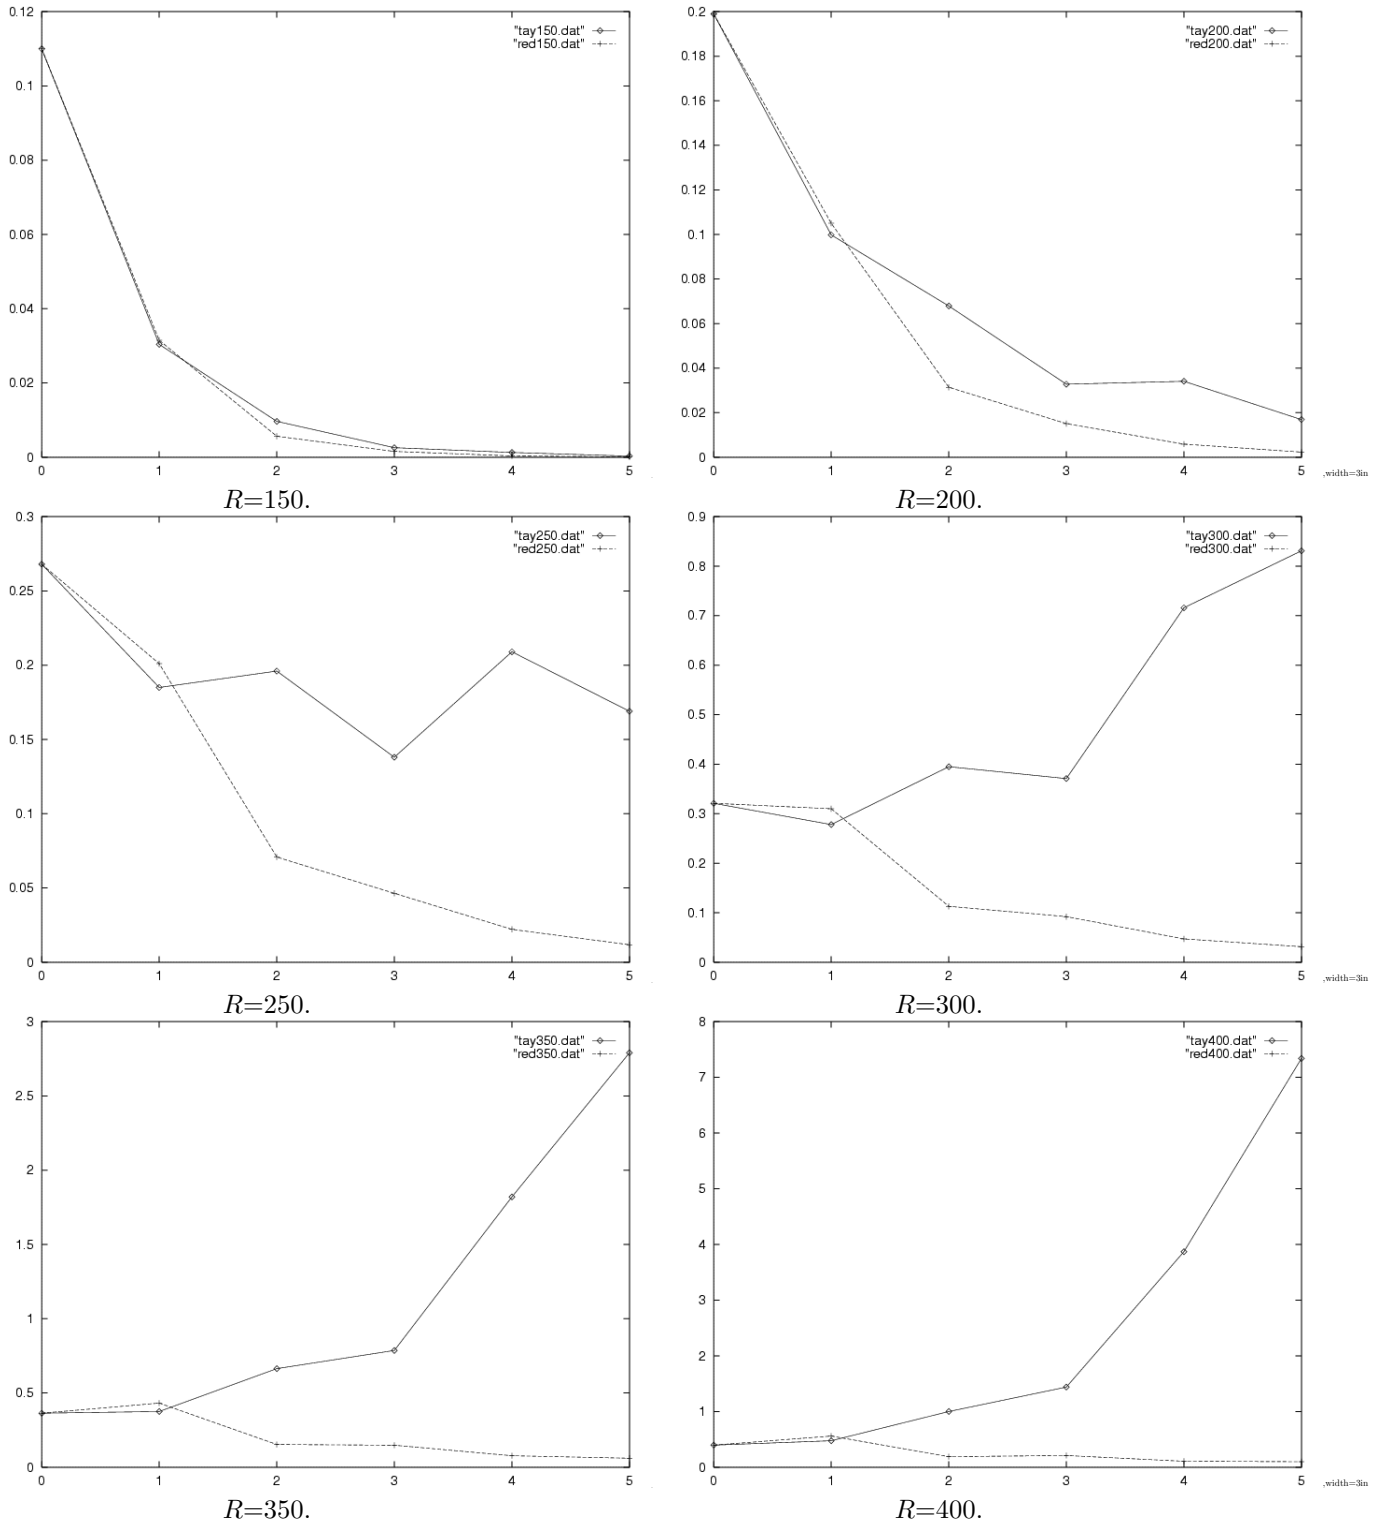 0.12
0.1
0.08
0.06
0.04
0.02
0
0 1 2 3 4 5
"tay150.dat"
"red150.dat"
R=150.
0.2
0.18
0.16
0.14
0.12
0.1
0.08
0.06
0.04
0.02
0
0 1 2 3 4 5
"tay200.dat"
"red200.dat"
,width=3in
R=200.
0.3
0.25
0.2
0.15
0.1
0.05
0
0 1 2 3 4 5
"tay250.dat"
"red250.dat"
R=250.
0.9
0.8
0.7
0.6
0.5
0.4
0.3
0.2
0.1
0
0 1 2 3 4 5
"tay300.dat"
"red300.dat"
,width=3in
R=300.
3
2.5
2
1.5
1
0.5
0
0 1 2 3 4 5
"tay350.dat"
"red350.dat"
R=350.
8
7
6
5
4
3
2
1
0
0 1 2 3 4 5
"tay400.dat"
"red400.dat"
,width=3in
R=400.